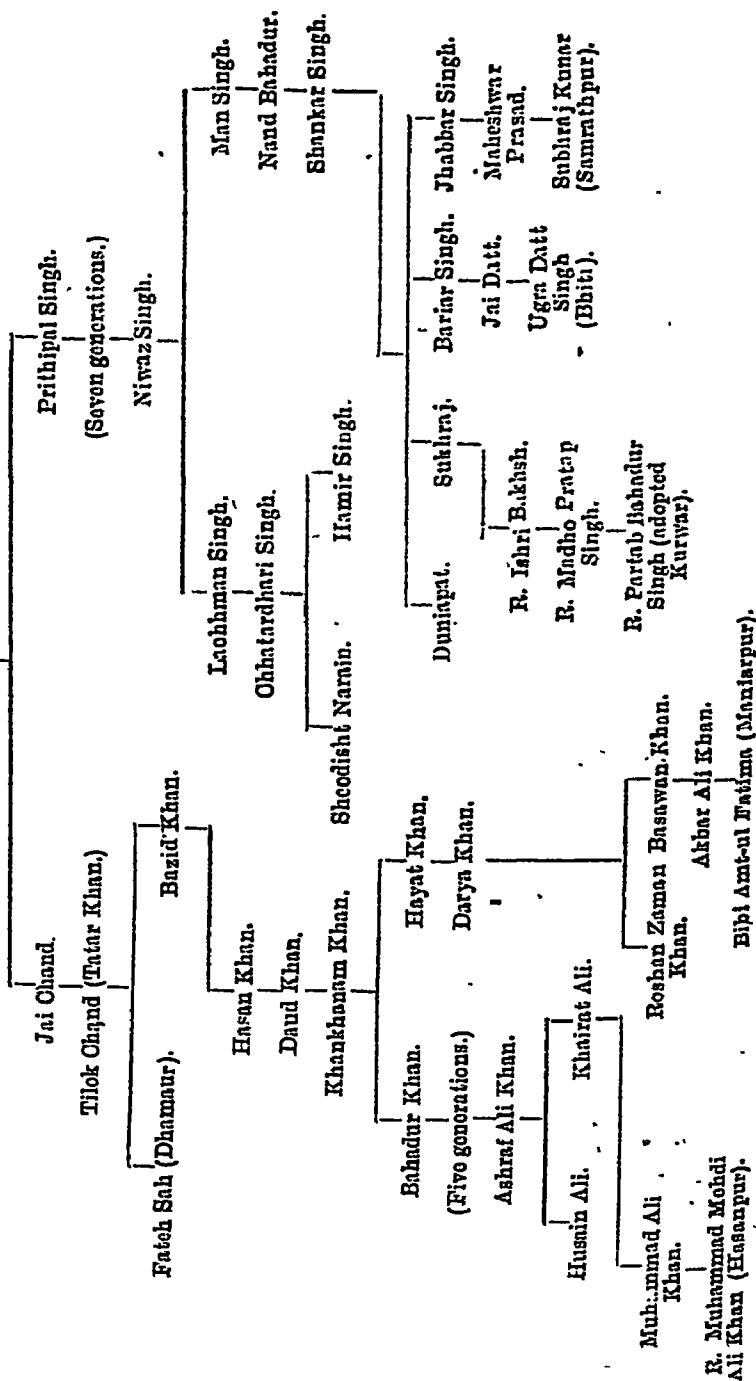 Jai Chand.
Prithipal Singh.
Tilok Chand (Tatar Khan.)
(Seven generations.)
Niwaz Singh.
Fateh Sah (Dhamaur).
Bazid Khan.
Lachhman Singh.
Man Singh.
Hasan Khan.
Chhatardhari Singh.
Nand Bahadur.
Daud Khan.
Shankar Singh.
Khankhanam Khan.
Sheodisht Narain.
Hamir Singh.
Bahadur Khan.
Hayat Khan.
Duniapat.
Sukhraj.
Bariar Singh.
Jhabbar Singh.
(Five generations.)
Darya Khan.
R. Ishri Bakhsh.
Jai Datt.
Maheshwar
Prasad.
Ashraf Ali Khan.
R. Madho Pratap
Singh.
Ugra Datt
Singh
(Bhiti).
Subhraj Kunar
(Samrathpur).
Husain Ali.
Khairat Ali.
R. Partab Bahadur
Singh (adopted
Kurwar).
Muhammad Ali
Khan.
Roshan Zaman
Khan.
Basawan Khan.
Akbar Ali Khan.
R. Muhammad Mehdi
Ali Khan (Hasanpur).
Bibi Amt-ul Fatima (Maniarpur).